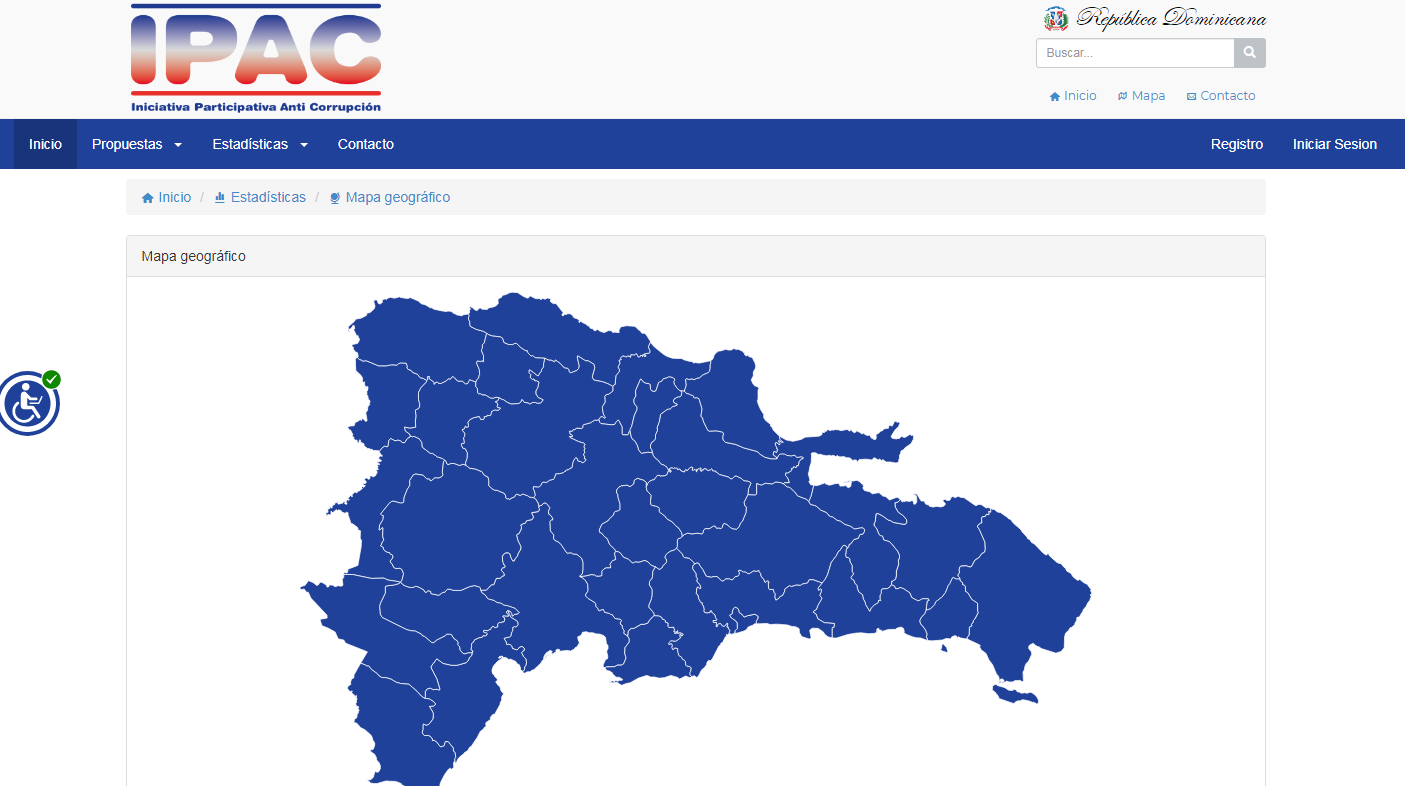 IPAC
Iniciativa Participativa Anti Corrupción
República Dominicana
Buscar...
Inicio Mapa Contacto
Inicio Propuestas Estadísticas Contacto Registro Iniciar Sesion
Inicio / Estadísticas / Mapa geográfico
Mapa geográfico